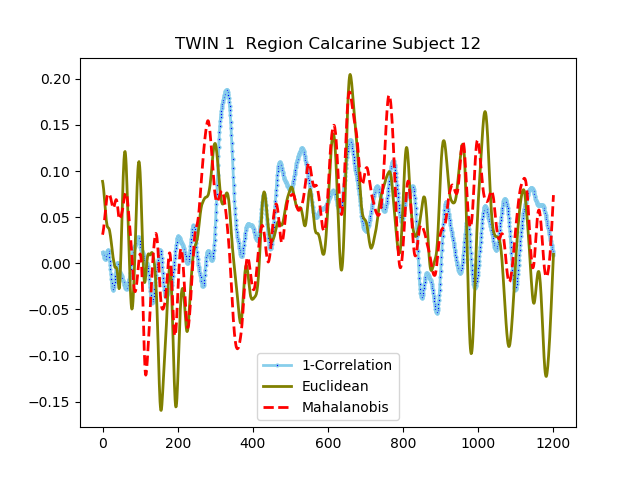 TWIN 1  Region Calcarine Subject 12
0.20
0.15
0.10
0.05
0.00
−0.05
−0.10
−0.15
1-Correlation
Euclidean
Mahalanobis
0 200 400 600 800 1000 1200